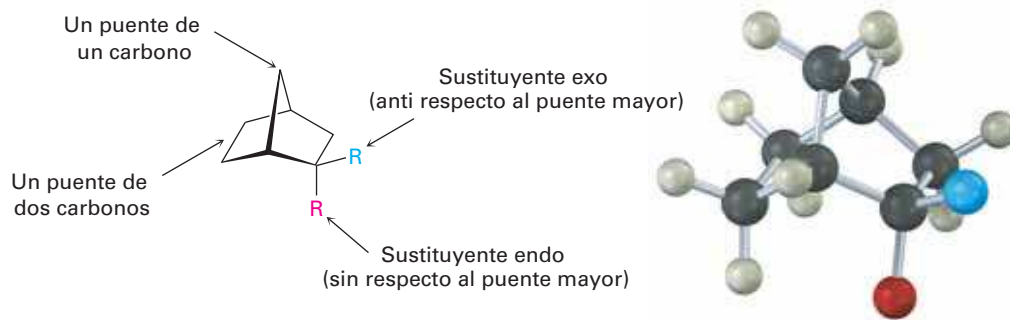 Un puente de
un carbono
Sustituyente exo
(anti respecto al puente mayor)
R
Un puente de
dos carbonos
R
Sustituyente endo
(sin respecto al puente mayor)